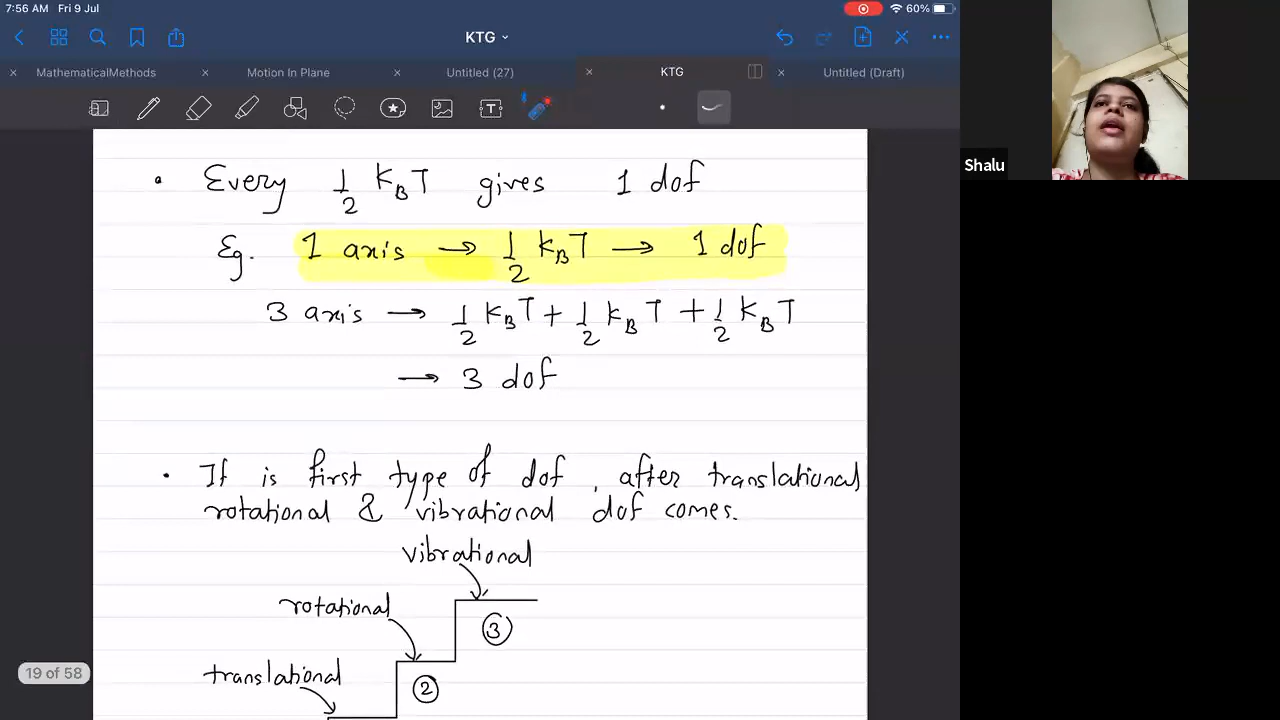 7:56 AM Fri 9 Jul
60%
KTG
MathematicalMethods
Motion In Plane
Untitled (27)
KTG
Untitled (Draft)
T
Shalu
• Every 1/2 KBT gives 1 dof
Eg. 1 axis → 1/2 KBT → 1 dof
3 axis → 1/2 KBT + 1/2 KBT + 1/2 KBT
→ 3 dof
• If is first type of dof, after translational
rotational & vibrational dof comes.
vibrational
rotational
③
translational
②
19 of 58